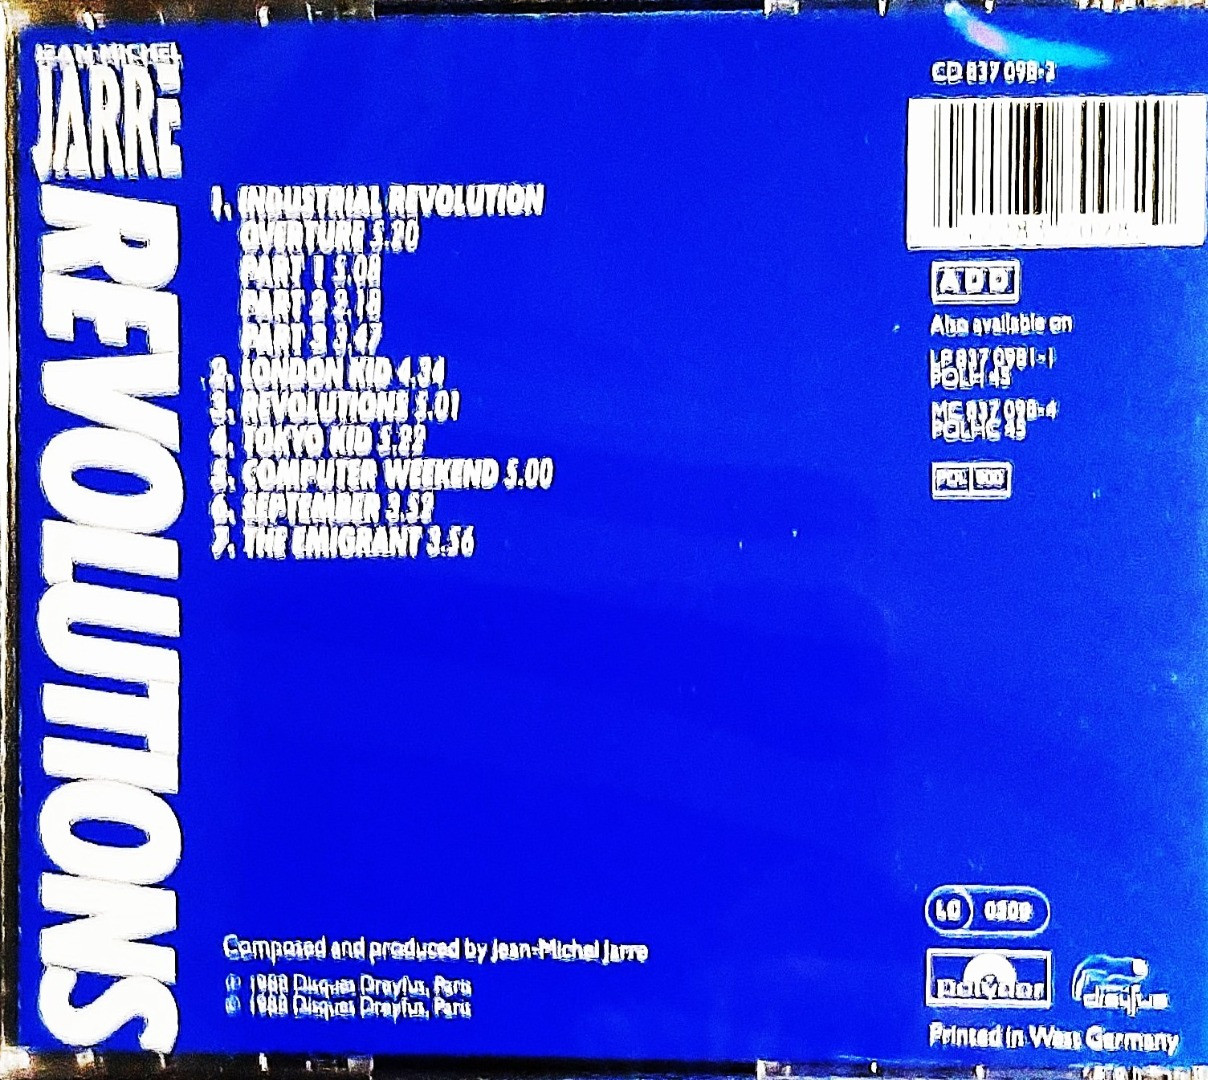 JEAN-MICHEL
JARRE
REVOLUTIONS
1. INDUSTRIAL REVOLUTION
OVERTURE 5.20
PART 1 5.08
PART 2 2.18
PART 3 3.47
2. LONDON KID 4.34
3. REVOLUTIONS 5.01
4. TOKYO KID 5.22
5. COMPUTER WEEKEND 5.00
6. SEPTEMBER 3.52
7. THE EMIGRANT 3.56
Composed and produced by Jean-Michel Jarre
℗ 1988 Disques Dreyfus, Paris
© 1988 Disques Dreyfus, Paris
CD 837 098-2
ADD
Also available on
LP 837 098 1-1
POLH 45
MC 837 098-4
POLHC 45
LC
polydor
dreyfus
Printed in West Germany